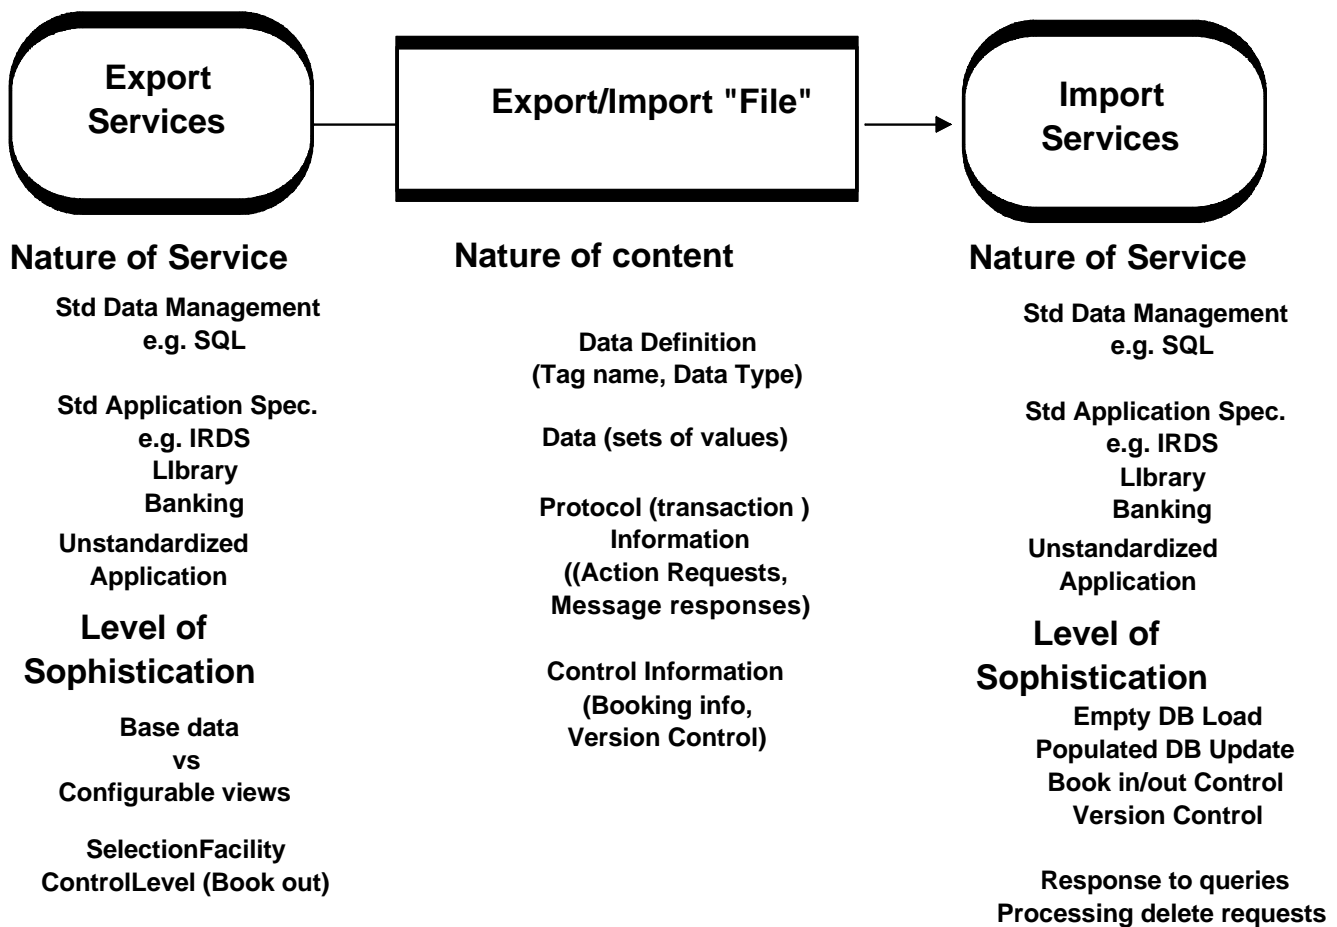 Export
Services
Export/Import "File"
Import
Services
Nature of Service
Std Data Management
e.g. SQL
Std Application Spec.
e.g. IRDS
LIbrary
Banking
Unstandardized
Application
Level of
Sophistication
Base data
vs
Configurable views
SelectionFacility
ControlLevel (Book out)
Nature of content
Data Definition
(Tag name, Data Type)
Data (sets of values)
Protocol (transaction )
Information
((Action Requests,
Message responses)
Control Information
(Booking info,
Version Control)
Nature of Service
Std Data Management
e.g. SQL
Std Application Spec.
e.g. IRDS
LIbrary
Banking
Unstandardized
Application
Level of
Sophistication
Empty DB Load
Populated DB Update
Book in/out Control
Version Control
Response to queries
Processing delete requests